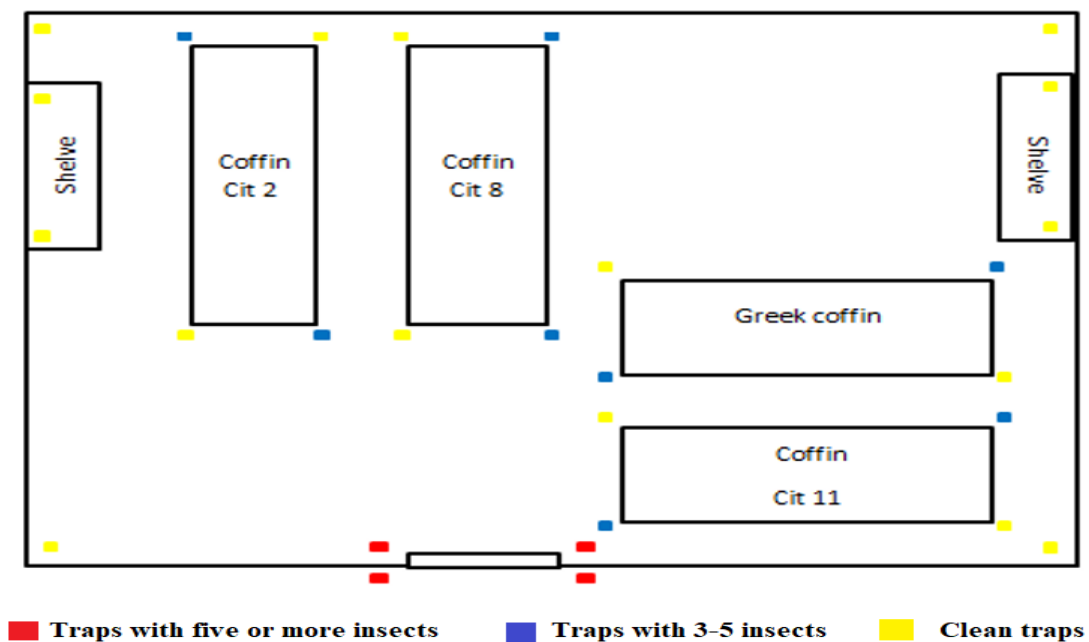 Shelve
Coffin
Cit 2
Coffin
Cit 8
Shelve
Greek coffin
Coffin
Cit 11
Traps with five or more insects
Traps with 3-5 insects
Clean traps